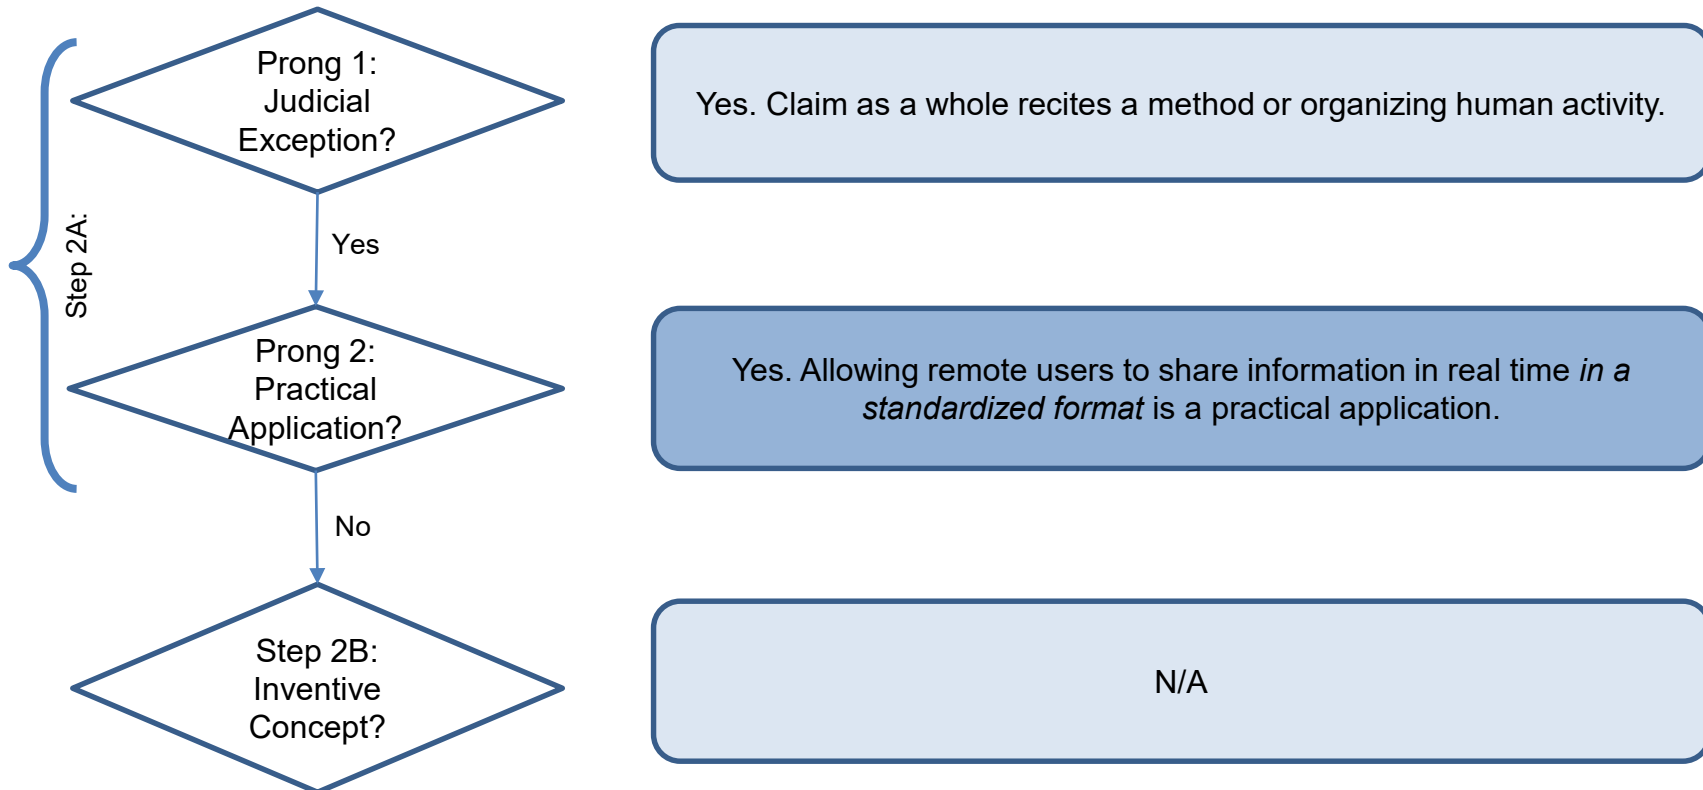 Prong 1:
Judicial
Exception?
Yes. Claim as a whole recites a method or organizing human activity.
Step 2A:
Yes
Prong 2:
Practical
Application?
Yes. Allowing remote users to share information in real time in a
standardized format is a practical application.
No
Step 2B:
Inventive
Concept?
N/A